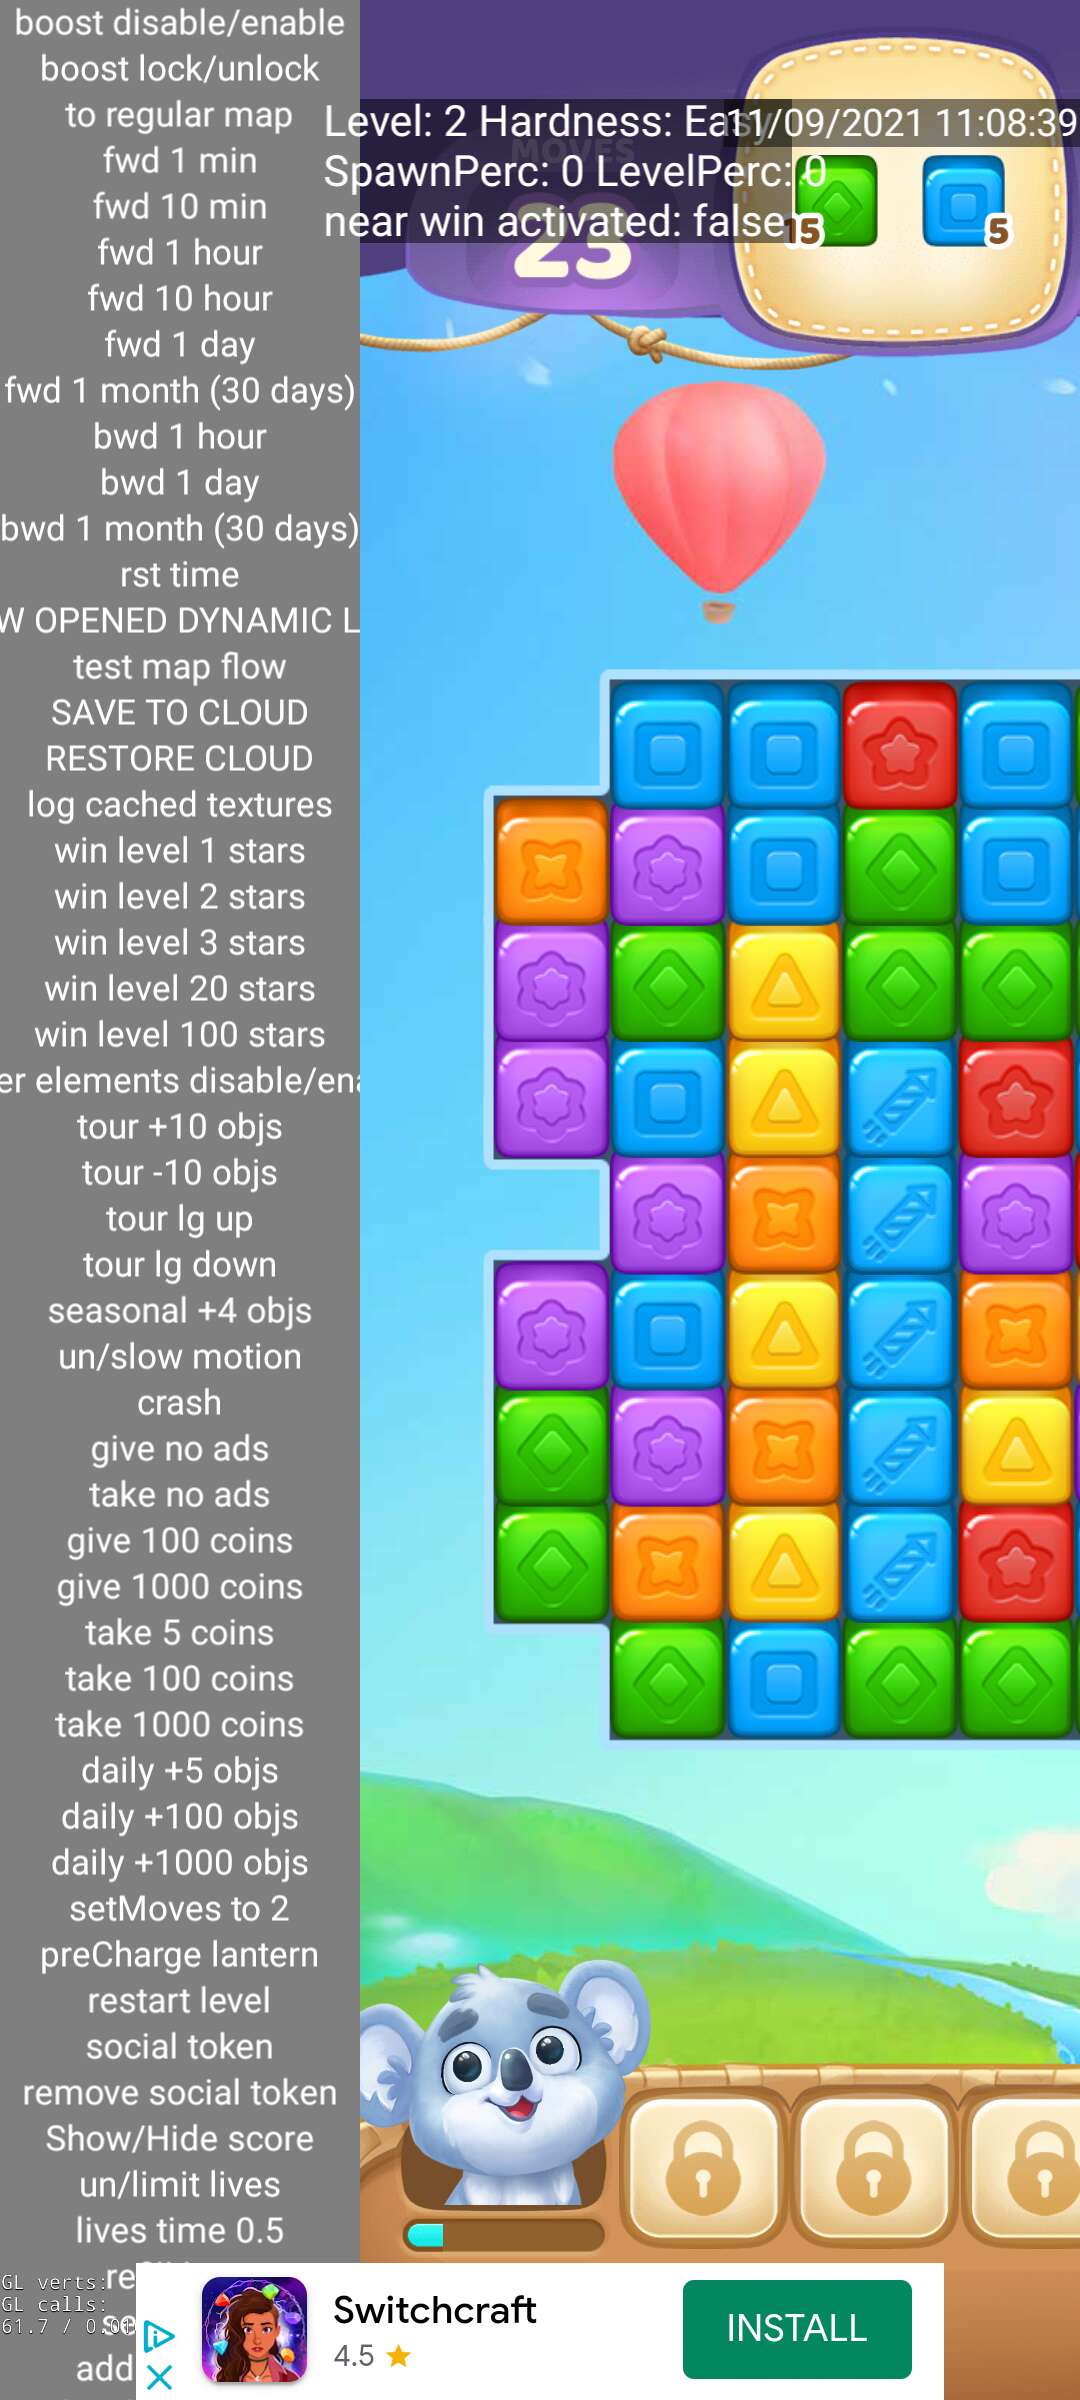 boost disable/enable
boost lock/unlock
to regular map
fwd 1 min
fwd 10 min
fwd 1 hour
fwd 10 hour
fwd 1 day
fwd 1 month (30 days)
bwd 1 hour
bwd 1 day
bwd 1 month (30 days)
rst time
W OPENED DYNAMIC L
test map flow
SAVE TO CLOUD
RESTORE CLOUD
log cached textures
win level 1 stars
win level 2 stars
win level 3 stars
win level 20 stars
win level 100 stars
er elements disable/ena
tour +10 objs
tour -10 objs
tour lg up
tour lg down
seasonal +4 objs
un/slow motion
crash
give no ads
take no ads
give 100 coins
give 1000 coins
take 5 coins
take 100 coins
take 1000 coins
daily +5 objs
daily +100 objs
daily +1000 objs
setMoves to 2
preCharge lantern
restart level
social token
remove social token
Show/Hide score
un/limit lives
lives time 0.5
re
se
add
GL verts:
GL calls:
61.7 / 0.01
Level: 2 Hardness: Easy
11/09/2021 11:08:39
MOVES
SpawnPerc: 0 LevelPerc: 0
near win activated: false
23
15
5
Switchcraft
4.5
INSTALL